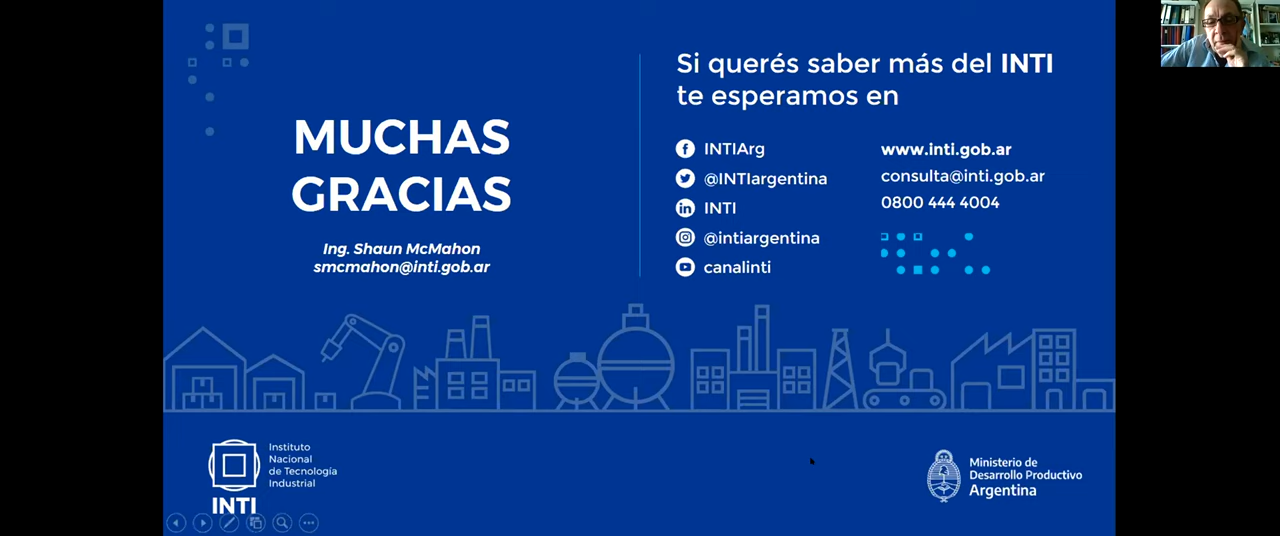 MUCHAS
GRACIAS
Ing. Shaun McMahon
smcmahon@inti.gob.ar
Si querés saber más del INTI
te esperamos en
INTIArg
@INTIargentina
INTI
@intiargentina
canalinti
www.inti.gob.ar
consulta@inti.gob.ar
0800 444 4004
Instituto
Nacional
de Tecnología
Industrial
INTI
Ministerio de
Desarrollo Productivo
Argentina